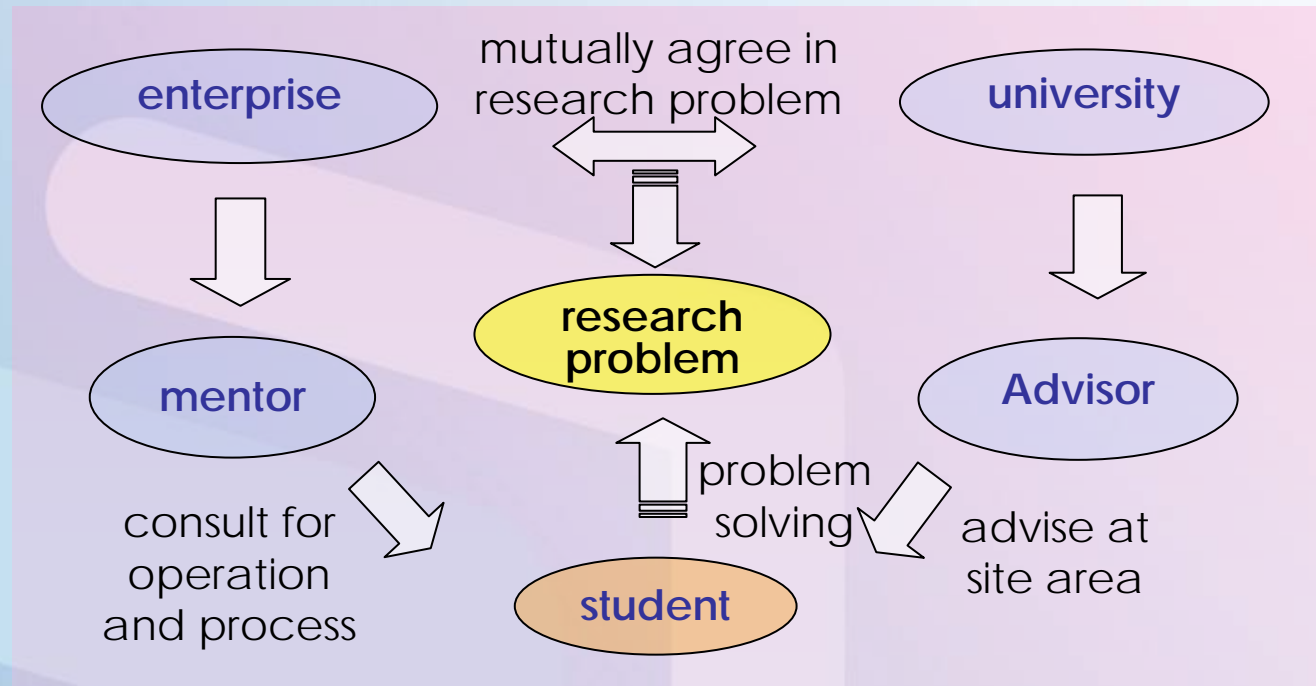 enterprise
mutually agree in
research problem
university
research
problem
mentor
Advisor
consult for
operation
and process
problem
solving
advise at
site area
student